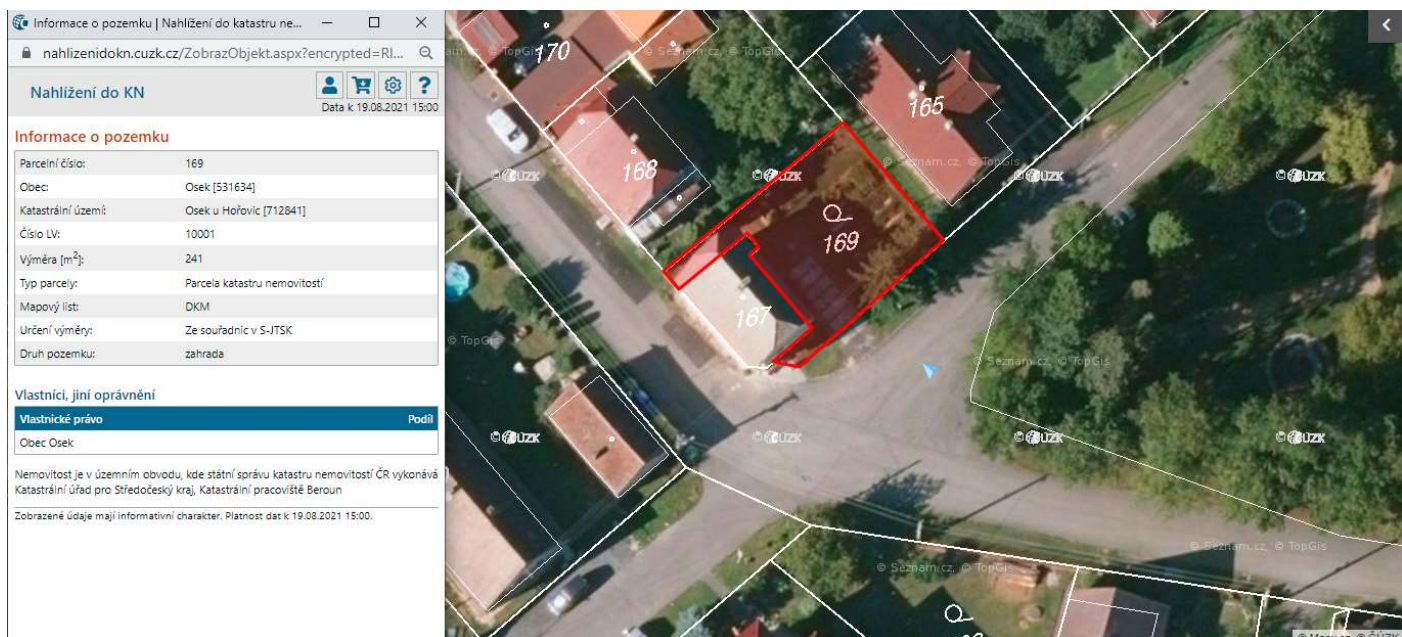 Informace o pozemku | Nahlížení do katastru ne...
nahlizenidokn.cuzk.cz/ZobrazObjekt.aspx?encrypted=RI...
Nahlížení do KN
?
Data k 19.08.2021 15:00
Informace o pozemku
Parcelní číslo: 169
Obec: Osek [531634]
Katastrální území: Osek u Hořovic [712841]
Číslo LV: 10001
Výměra [m2]: 241
Typ parcely: Parcela katastru nemovitostí
Mapový list: DKM
Určení výměry: Ze souřadnic v S-JTSK
Druh pozemku: zahrada
Vlastníci, jiní oprávnění
Vlastnické právo Podíl
Obec Osek
Nemovitost je v územním obvodu, kde státní správu katastru nemovitostí ČR vykonává
Katastrální úřad pro Středočeský kraj, Katastrální pracoviště Beroun
Zobrazené údaje mají informativní charakter. Platnost dat k 19.08.2021 15:00.
170
© TopGis
© Seznam.cz, © TopGis
165
© Seznam.cz, © TopGis
168
© ČÚZK
© ČÚZK
© ČÚZK
© ČÚZK
169
167
© TopGis
© Seznam.cz, © TopGis
© ČÚZK
© ČÚZK
© ČÚZK
© ČÚZK
© Seznam.cz, © TopGis
© Seznam.cz, © TopGis